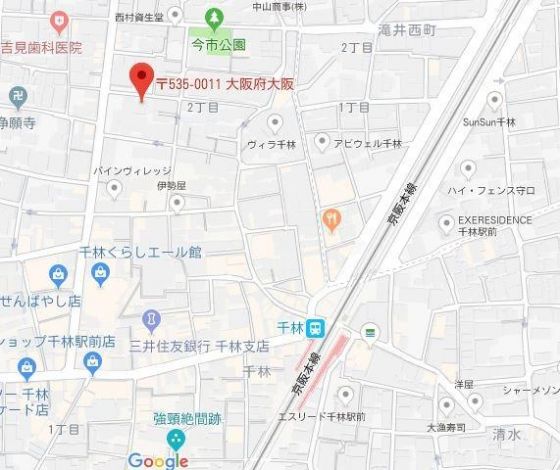 中山商事(株)
西村資生堂
滝井西町
今市公園
2丁目
吉見歯科医院
〒535-0011 大阪府大阪
2丁目
1丁目
SunSun千林
浄願寺
ヴィラ千林
アビウェル千林
パインヴィレッジ
伊勢屋
京阪本線
ハイ・フェンス守口
EXERESIDENCE
千林駅前
千林くらしエール館
せんばやし店
千林
ショップ千林駅前店
三井住友銀行 千林支店
京阪本線
千林
洋屋
シャーメゾン
ツー 千林
ケード店
エスリード千林駅前
1丁目
強頸絶間跡
大漁寿司
清水
Google